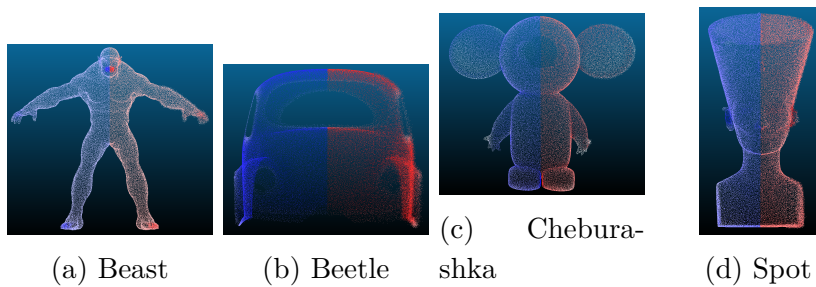 (a) Beast
(b) Beetle
(c) Chebura-
shka
(d) Spot